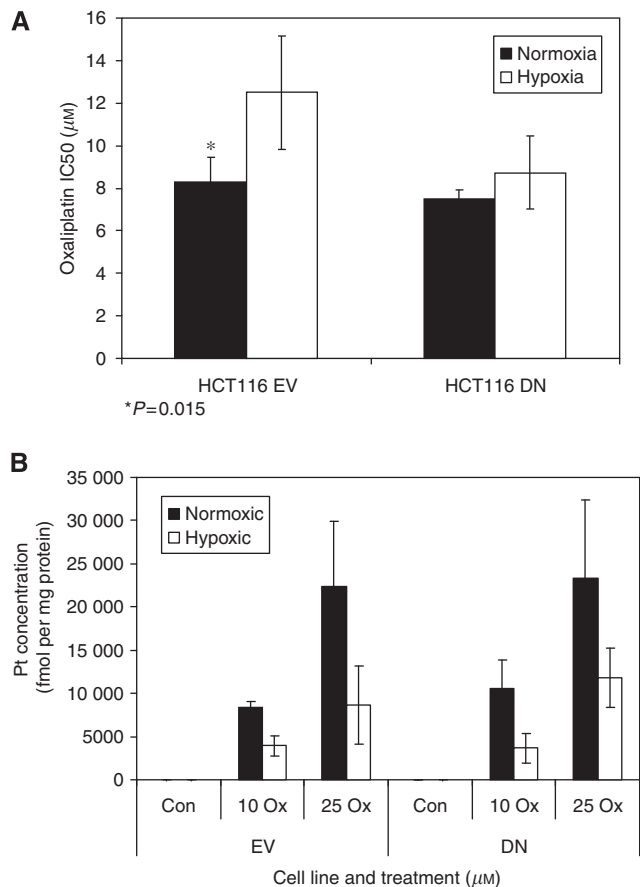 A
Oxaliplatin IC50 (µM)
16
14
12
10
8
6
4
2
0
Normoxia
Hypoxia
*
HCT116 EV
HCT116 DN
*P=0.015
B
Pt concentration
(fmol per mg protein)
35 000
30 000
25 000
20 000
15 000
10 000
5000
0
Normoxic
Hypoxic
Con
10 Ox
25 Ox
Con
10 Ox
25 Ox
EV
DN
Cell line and treatment (µM)